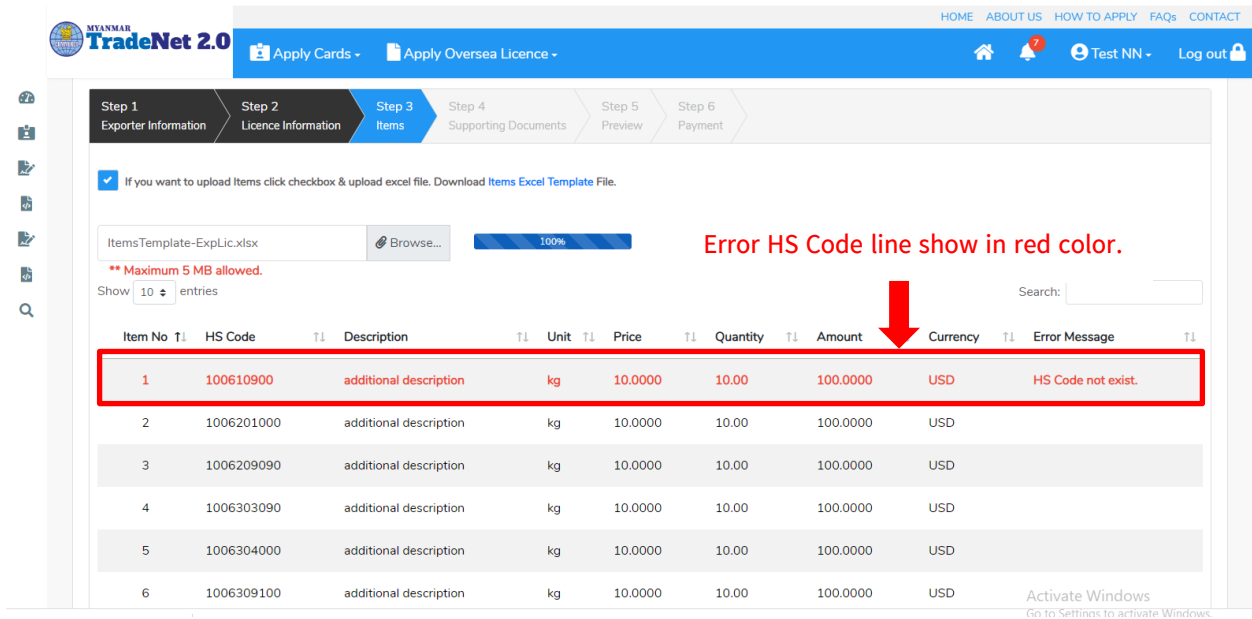 HOME ABOUT US HOW TO APPLY FAQs CONTACT
MYANMAR
TradeNet 2.0
Apply Cards
Apply Oversea Licence
7
Test NN
Log out
Step 1
Exporter Information
Step 2
Licence Information
Step 3
Items
Step 4
Supporting Documents
Step 5
Preview
Step 6
Payment
If you want to upload Items click checkbox & upload excel file. Download Items Excel Template File.
ItemsTemplate-ExpLic.xlsx Browse... 100%
Error HS Code line show in red color.
** Maximum 5 MB allowed.
Show 10 entries Search:
Item No HS Code Description Unit Price Quantity Amount Currency Error Message
1 100610900 additional description kg 10.0000 10.00 100.0000 USD HS Code not exist.
2 1006201000 additional description kg 10.0000 10.00 100.0000 USD
3 1006209090 additional description kg 10.0000 10.00 100.0000 USD
4 1006303090 additional description kg 10.0000 10.00 100.0000 USD
5 1006304000 additional description kg 10.0000 10.00 100.0000 USD
6 1006309100 additional description kg 10.0000 10.00 100.0000 USD
Activate Windows
Go to Settings to activate Windows.